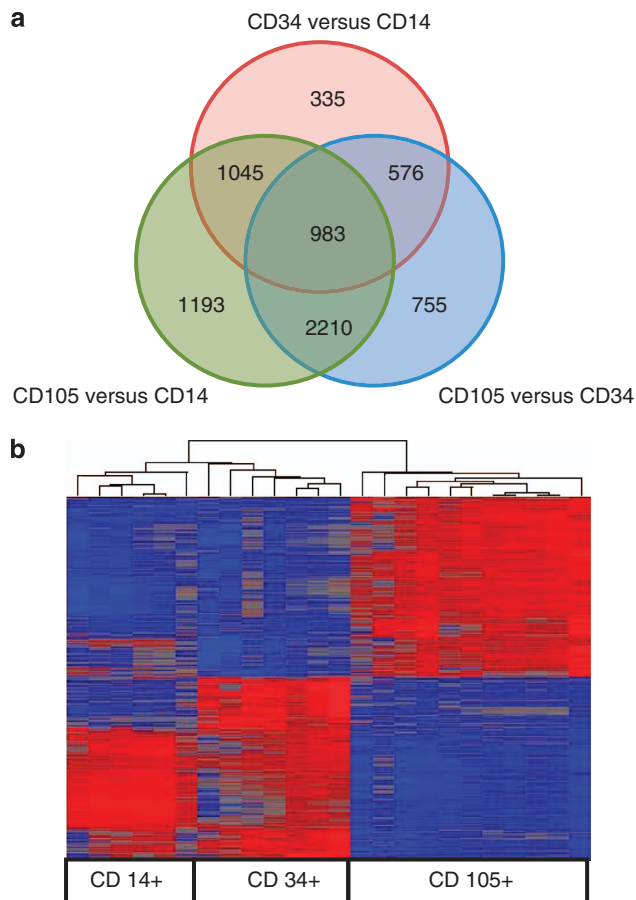 a
CD34 versus CD14
335
1045
576
983
1193
2210
755
CD105 versus CD14
CD105 versus CD34
b
CD 14+
CD 34+
CD 105+